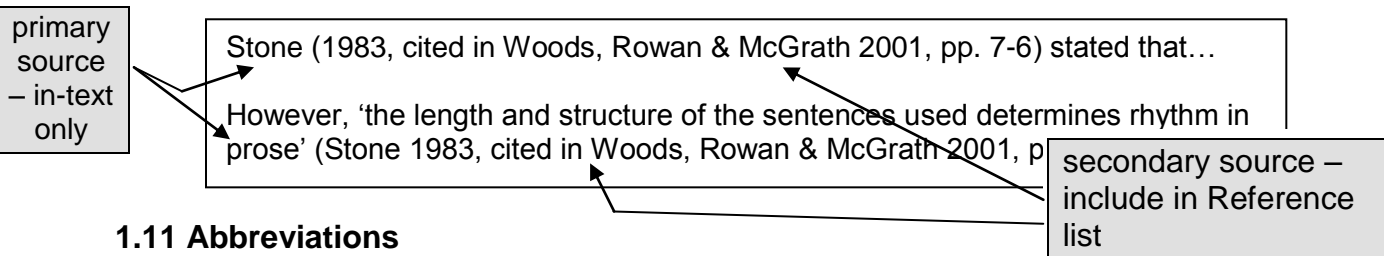 primary
source
– in-text
only
Stone (1983, cited in Woods, Rowan & McGrath 2001, pp. 7-6) stated that…
However, ‘the length and structure of the sentences used determines rhythm in
prose’ (Stone 1983, cited in Woods, Rowan & McGrath 2001, p
secondary source –
include in Reference
list
1.11 Abbreviations